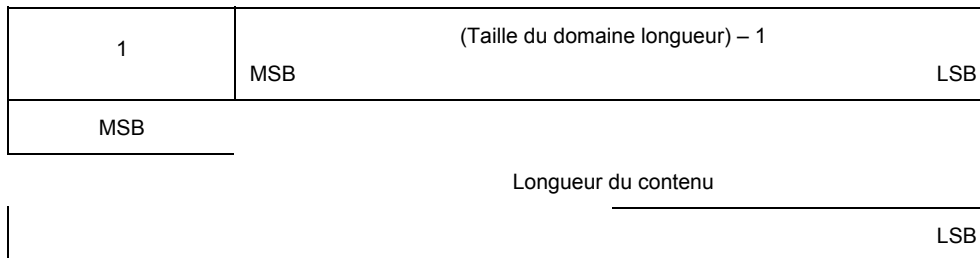 1
(Taille du domaine longueur) – 1
MSB LSB
MSB
Longueur du contenu
LSB